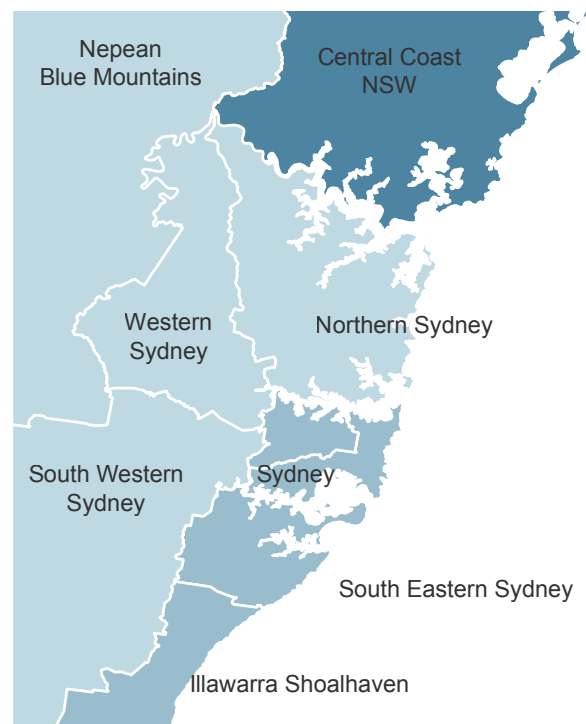 Nepean
Blue Mountains
Central Coast
NSW
Western
Sydney
Northern Sydney
South Western
Sydney
Sydney
South Eastern Sydney
Illawarra Shoalhaven